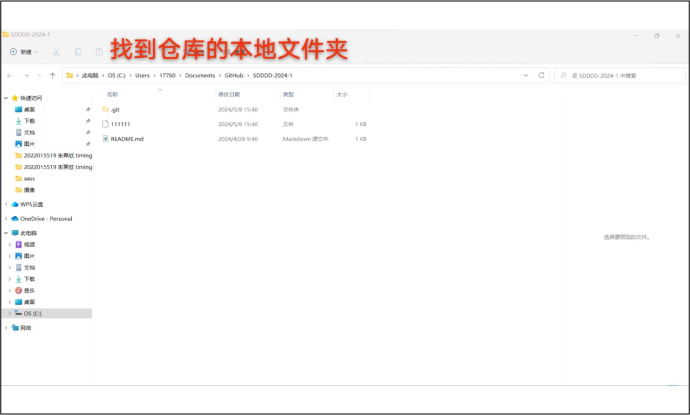 SDDDD-2024-1
新建
找到仓库的本地文件夹
此电脑 › OS (C:) › Users › 17760 › Documents › GitHub › SDDDD-2024-1
在 SDDDD-2024-1 中搜索
名称 修改日期 类型 大小
.git 2024/5/8 15:40 文件夹
111111 2024/5/8 15:40 文件 1 KB
README.md 2024/4/28 9:46 Markdown 源文件 1 KB
快速访问
桌面
下载
文档
图片
2022015519 timing
2022015519 timing
aass
摄像
WPS云盘
OneDrive - Personal
此电脑
视频
图片
文档
下载
音乐
桌面
OS (C:)
网络
选择要预览的文件。